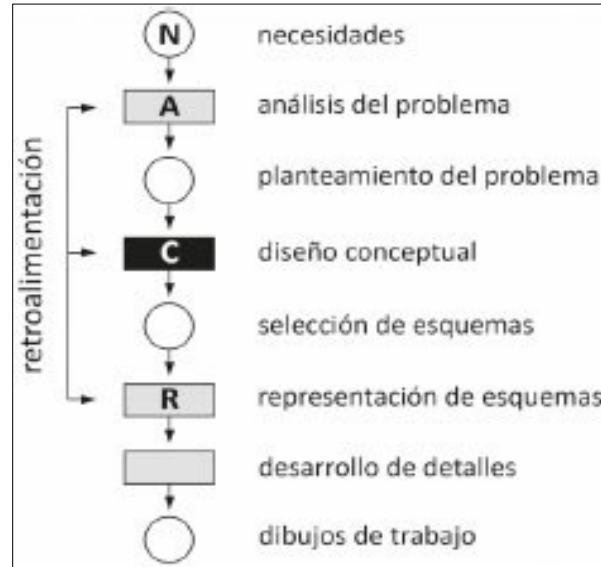 N necesidades
A análisis del problema
planteamiento del problema
C diseño conceptual
selección de esquemas
R representación de esquemas
desarrollo de detalles
dibujos de trabajo
retroalimentación